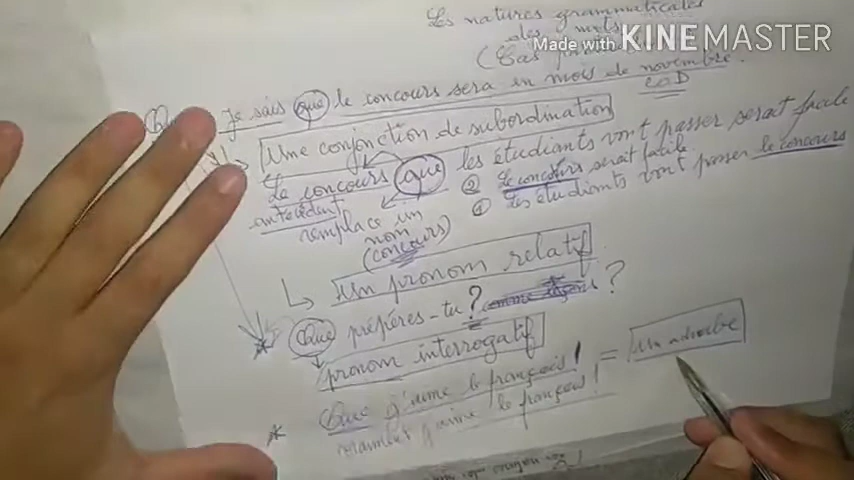 Les natures grammaticales
des mots
Made with KINEMASTER
(Cas
Que
Je sais que le concours sera en mois de novembre.
COD
Une conjonction de subordination
Le concours que les étudiants vont passer serait facile
② Le concours serait facile
antécédent
① Les étudiants vont passer le concours
remplace un
nom
(concours)
un pronom relatif
Que préfères-tu ? ?
pronom interrogatif
Que j'aime le français ! = un adverbe
* j'aime le français !